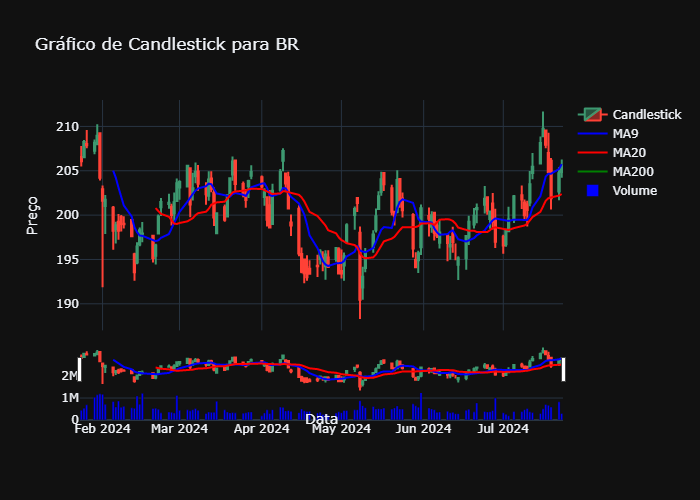 Gráfico de Candlestick para BR
Candlestick
MA9
MA20
MA200
Volume
Preço
210
205
200
195
190
2M
1M
0
Feb 2024
Mar 2024
Apr 2024
May 2024
Jun 2024
Jul 2024
Data